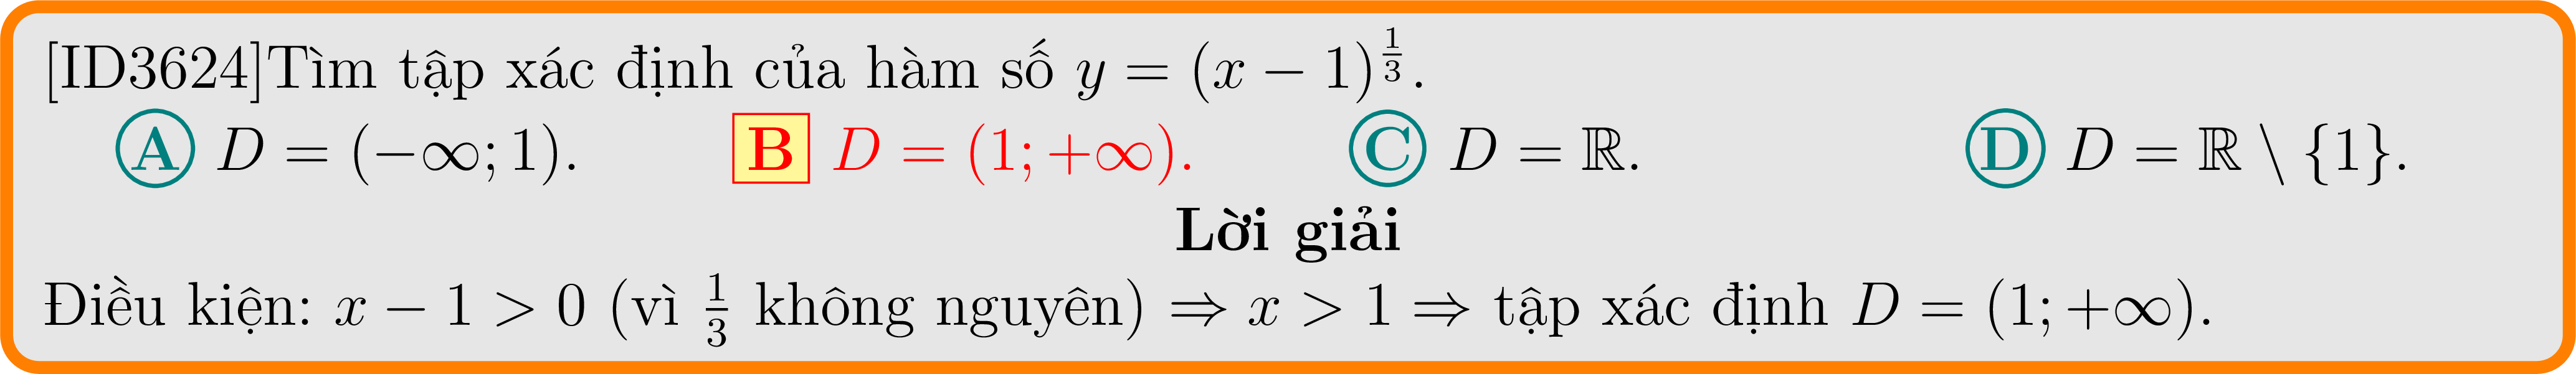 [ID3624]Tìm tập xác định của hàm số $y = (x - 1)^{\frac{1}{3}}$.
A $D = (-\infty; 1)$. B $D = (1; +\infty)$. C $D = \mathbb{R}$. D $D = \mathbb{R} \setminus \{1\}$.
Lời giải
Điều kiện: $x - 1 > 0$ (vì $\frac{1}{3}$ không nguyên) $\Rightarrow x > 1 \Rightarrow$ tập xác định $D = (1; +\infty)$.